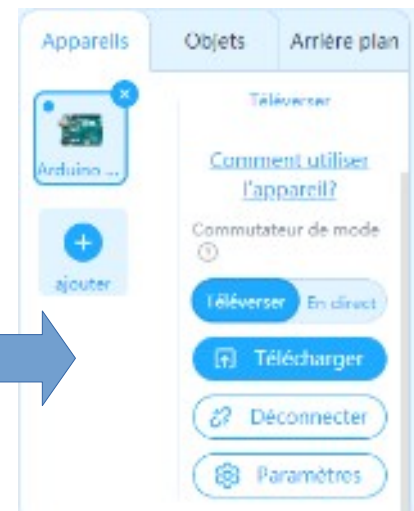 Appareils Objets Arrière plan
Téléverser
Arduino ...
Comment utiliser
l'appareil?
Commutateur de mode
ajouter
Téléverser En direct
Télécharger
Déconnecter
Paramètres